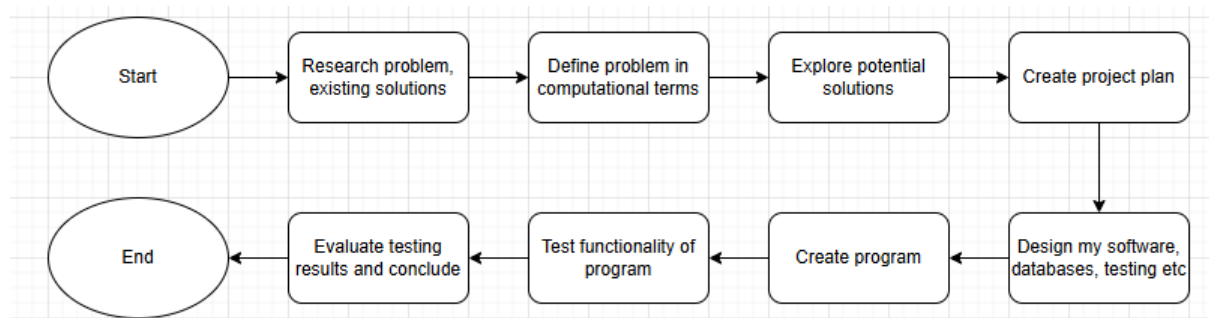 Start
Research problem,
existing solutions
Define problem in
computational terms
Explore potential
solutions
Create project plan
Design my software,
databases, testing etc
Create program
Test functionality of
program
Evaluate testing
results and conclude
End